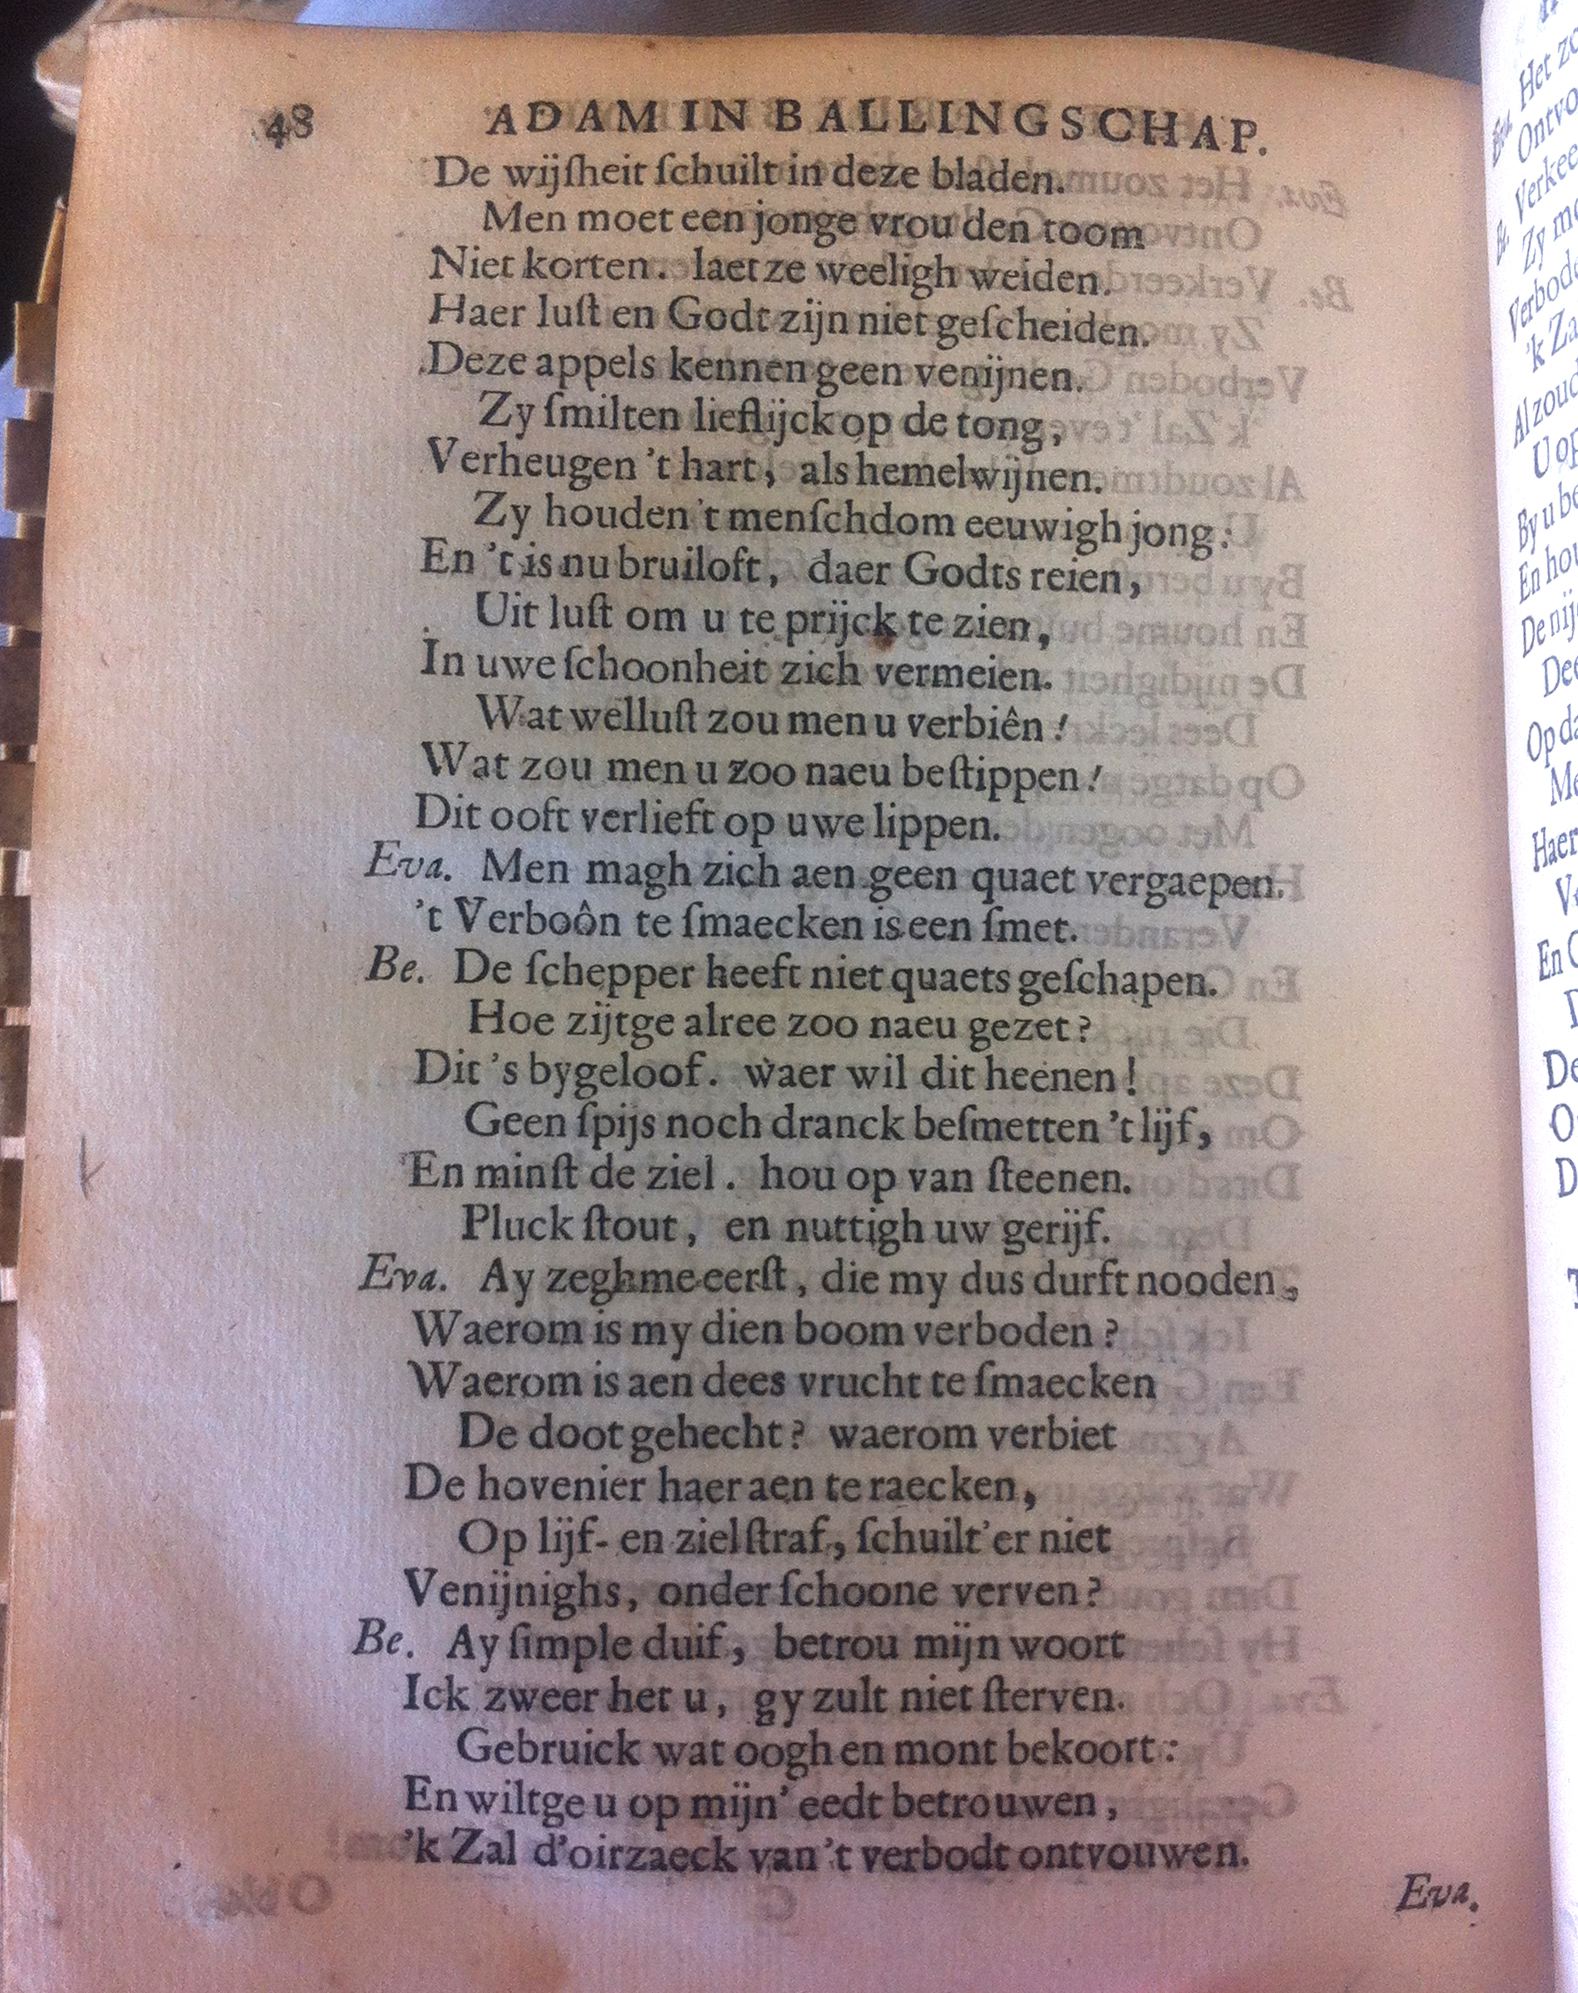 48 ADAM IN BALLINGSCHAP.
De wijſheit ſchuilt in deze bladen.
Men moet een jonge vrou den toom
Niet korten. laet ze weeligh weiden.
Haer luſt en Godt zijn niet geſcheiden.
Deze appels kennen geen venijnen.
Zy ſmilten lieflijck op de tong,
Verheugen 't hart, als hemelwijnen.
Zy houden 't menſchdom eeuwigh jong:
En 't is nu bruiloft, daer Godts reien,
Uit luſt om u te prijck te zien,
In uwe ſchoonheit zich vermeien.
Wat welluſt zou men u verbiên!
Wat zou men u zoo naeu beſtippen!
Dit ooft verlieft op uwe lippen.
Eva. Men magh zich aen geen quaet vergaepen.
't Verboôn te ſmaecken is een ſmet.
Be. De ſchepper heeft niet quaets geſchapen.
Hoe zijtge alree zoo naeu gezet?
Dit 's bygeloof. waer wil dit heenen!
Geen ſpijs noch dranck beſmetten 't lijf,
En minſt de ziel. hou op van ſteenen.
Pluck ſtout, en nuttigh uw gerijf.
Eva. Ay zegh me eerſt, die my dus durft nooden,
Waerom is my dien boom verboden?
Waerom is aen dees vrucht te ſmaecken
De doot gehecht? waerom verbiet
De hovenier haer aen te raecken,
Op lijf- en zielſtraf, ſchuilt'er niet
Venijnighs, onder ſchoone verven?
Be. Ay ſimple duif, betrou mijn woort
Ick zweer het u, gy zult niet ſterven.
Gebruick wat oogh en mont bekoort:
En wiltge u op mijn' eedt betrouwen,
'k Zal d'oirzaeck van 't verbodt ontvouwen.
Eva.